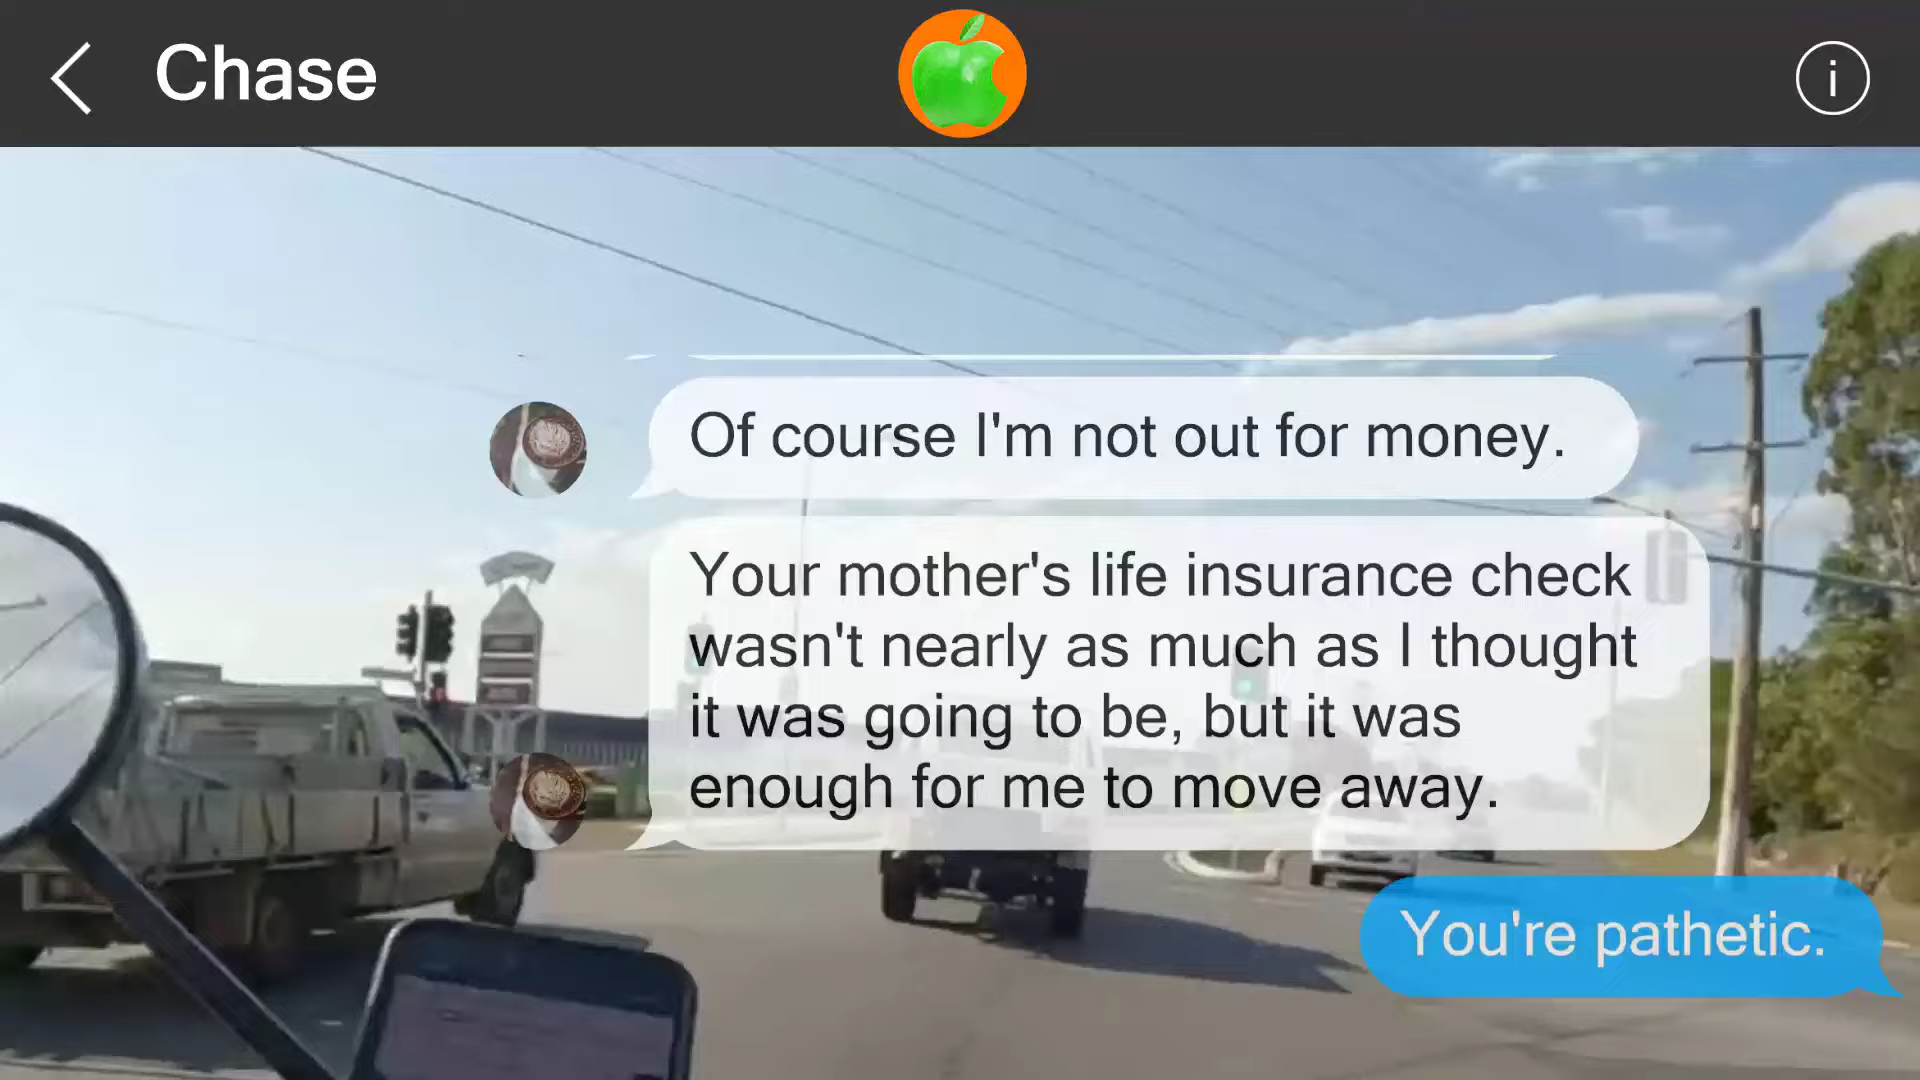 Chase
i
Of course I'm not out for money.
Your mother's life insurance check
wasn't nearly as much as I thought
it was going to be, but it was
enough for me to move away.
You're pathetic.